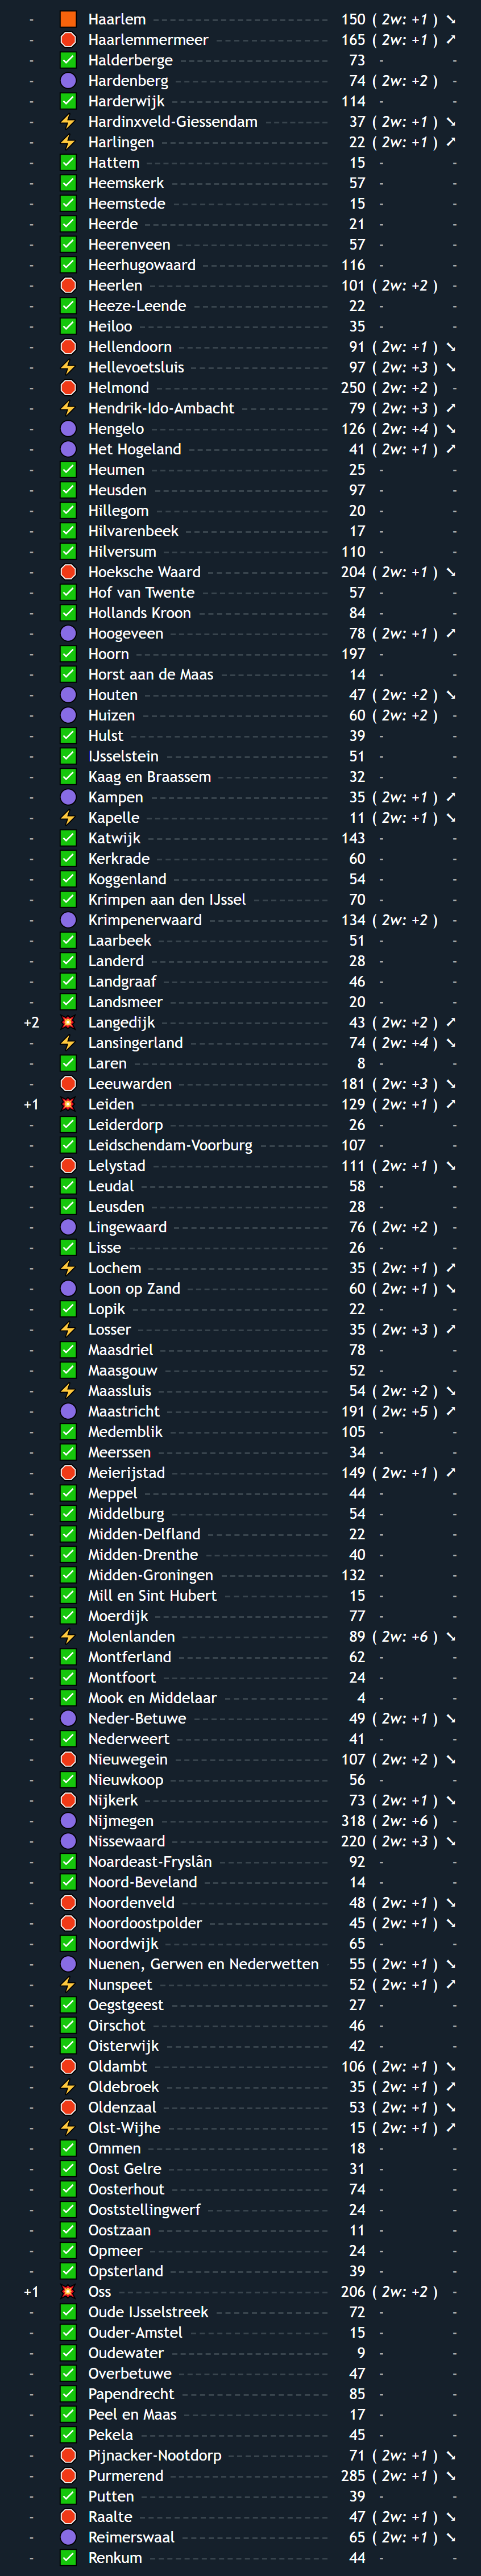 - Haarlem 150 ( 2w: +1 ) ↘
- Haarlemmermeer 165 ( 2w: +1 ) ↗
- Halderberge 73 - -
- Hardenberg 74 ( 2w: +2 ) -
- Harderwijk 114 - -
- Hardinxveld-Giessendam 37 ( 2w: +1 ) ↘
- Harlingen 22 ( 2w: +1 ) ↗
- Hattem 15 - -
- Heemskerk 57 - -
- Heemstede 15 - -
- Heerde 21 - -
- Heerenveen 57 - -
- Heerhugowaard 116 - -
- Heerlen 101 ( 2w: +2 ) -
- Heeze-Leende 22 - -
- Heiloo 35 - -
- Hellendoorn 91 ( 2w: +1 ) ↘
- Hellevoetsluis 97 ( 2w: +3 ) ↘
- Helmond 250 ( 2w: +2 ) -
- Hendrik-Ido-Ambacht 79 ( 2w: +3 ) ↗
- Hengelo 126 ( 2w: +4 ) ↘
- Het Hogeland 41 ( 2w: +1 ) ↗
- Heumen 25 - -
- Heusden 97 - -
- Hillegom 20 - -
- Hilvarenbeek 17 - -
- Hilversum 110 - -
- Hoeksche Waard 204 ( 2w: +1 ) ↘
- Hof van Twente 57 - -
- Hollands Kroon 84 - -
- Hoogeveen 78 ( 2w: +1 ) ↗
- Hoorn 197 - -
- Horst aan de Maas 14 - -
- Houten 47 ( 2w: +2 ) ↘
- Huizen 60 ( 2w: +2 ) -
- Hulst 39 - -
- IJsselstein 51 - -
- Kaag en Braassem 32 - -
- Kampen 35 ( 2w: +1 ) ↗
- Kapelle 11 ( 2w: +1 ) ↘
- Katwijk 143 - -
- Kerkrade 60 - -
- Koggenland 54 - -
- Krimpen aan den IJssel 70 - -
- Krimpenerwaard 134 ( 2w: +2 ) -
- Laarbeek 51 - -
- Landerd 28 - -
- Landgraaf 46 - -
- Landsmeer 20 - -
+2 Langedijk 43 ( 2w: +2 ) ↗
- Lansingerland 74 ( 2w: +4 ) ↘
- Laren 8 - -
- Leeuwarden 181 ( 2w: +3 ) ↘
+1 Leiden 129 ( 2w: +1 ) ↗
- Leiderdorp 26 - -
- Leidschendam-Voorburg 107 - -
- Lelystad 111 ( 2w: +1 ) ↘
- Leudal 58 - -
- Leusden 28 - -
- Lingewaard 76 ( 2w: +2 ) -
- Lisse 26 - -
- Lochem 35 ( 2w: +1 ) ↗
- Loon op Zand 60 ( 2w: +1 ) ↘
- Lopik 22 - -
- Losser 35 ( 2w: +3 ) ↗
- Maasdriel 78 - -
- Maasgouw 52 - -
- Maassluis 54 ( 2w: +2 ) ↘
- Maastricht 191 ( 2w: +5 ) ↗
- Medemblik 105 - -
- Meerssen 34 - -
- Meierijstad 149 ( 2w: +1 ) ↗
- Meppel 44 - -
- Middelburg 54 - -
- Midden-Delfland 22 - -
- Midden-Drenthe 40 - -
- Midden-Groningen 132 - -
- Mill en Sint Hubert 15 - -
- Moerdijk 77 - -
- Molenlanden 89 ( 2w: +6 ) ↘
- Montferland 62 - -
- Montfoort 24 - -
- Mook en Middelaar 4 - -
- Neder-Betuwe 49 ( 2w: +1 ) ↘
- Nederweert 41 - -
- Nieuwegein 107 ( 2w: +2 ) ↘
- Nieuwkoop 56 - -
- Nijkerk 73 ( 2w: +1 ) ↘
- Nijmegen 318 ( 2w: +6 ) -
- Nissewaard 220 ( 2w: +3 ) ↘
- Noardeast-Fryslân 92 - -
- Noord-Beveland 14 - -
- Noordenveld 48 ( 2w: +1 ) ↘
- Noordoostpolder 45 ( 2w: +1 ) ↘
- Noordwijk 65 - -
- Nuenen, Gerwen en Nederwetten 55 ( 2w: +1 ) ↘
- Nunspeet 52 ( 2w: +1 ) ↗
- Oegstgeest 27 - -
- Oirschot 46 - -
- Oisterwijk 42 - -
- Oldambt 106 ( 2w: +1 ) ↘
- Oldebroek 35 ( 2w: +1 ) ↗
- Oldenzaal 53 ( 2w: +1 ) ↘
- Olst-Wijhe 15 ( 2w: +1 ) ↗
- Ommen 18 - -
- Oost Gelre 31 - -
- Oosterhout 74 - -
- Ooststellingwerf 24 - -
- Oostzaan 11 - -
- Opmeer 24 - -
- Opsterland 39 - -
+1 Oss 206 ( 2w: +2 ) -
- Oude IJsselstreek 72 - -
- Ouder-Amstel 15 - -
- Oudewater 9 - -
- Overbetuwe 47 - -
- Papendrecht 85 - -
- Peel en Maas 17 - -
- Pekela 45 - -
- Pijnacker-Nootdorp 71 ( 2w: +1 ) ↘
- Purmerend 285 ( 2w: +1 ) ↘
- Putten 39 - -
- Raalte 47 ( 2w: +1 ) ↘
- Reimerswaal 65 ( 2w: +1 ) ↘
- Renkum 44 - -